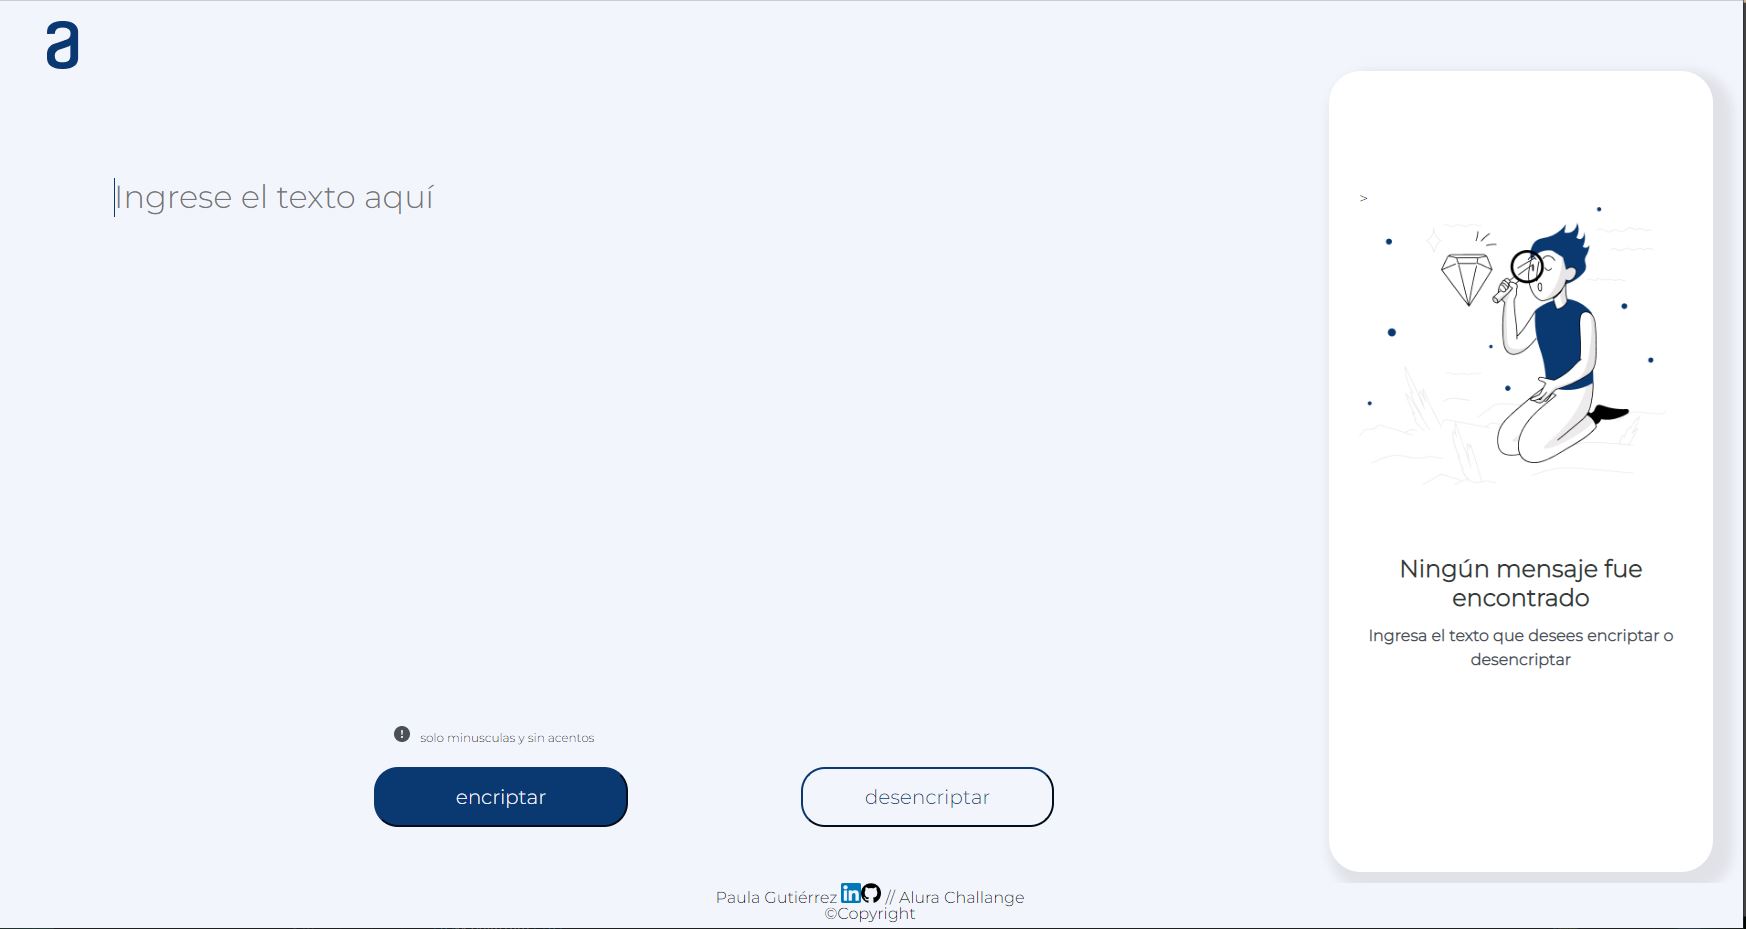 a
Ingrese el texto aquí
>
Ningún mensaje fue
encontrado
Ingresa el texto que desees encriptar o
desencriptar
solo minusculas y sin acentos
encriptar
desencriptar
Paula Gutiérrez in // Alura Challange
©Copyright